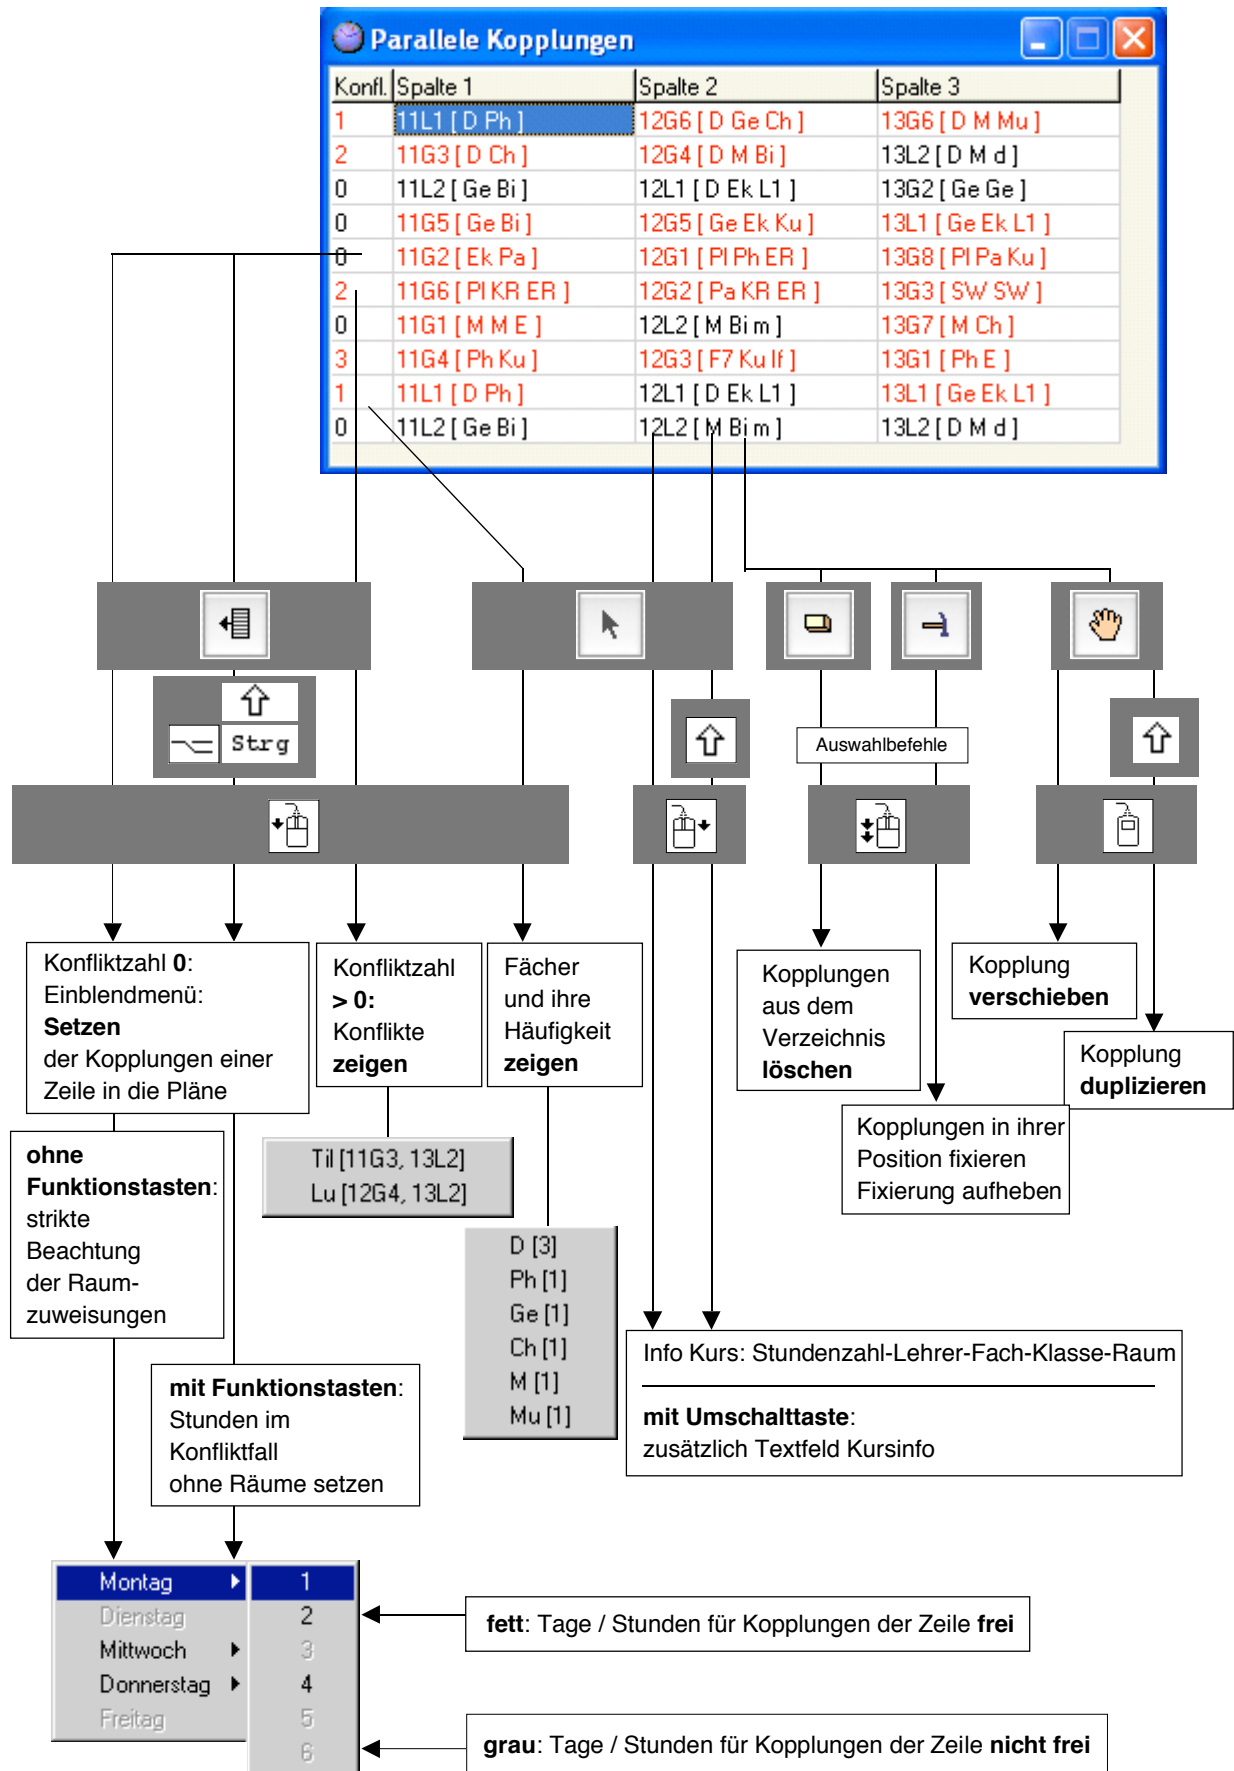 Parallele Kopplungen
Konfl. Spalte 1 Spalte 2 Spalte 3
1 11L1 [ D Ph ] 12G6 [ D Ge Ch ] 13G6 [ D M Mu ]
2 11G3 [ D Ch ] 12G4 [ D M Bi ] 13L2 [ D M d ]
0 11L2 [ Ge Bi ] 12L1 [ D Ek L1 ] 13G2 [ Ge Ge ]
0 11G5 [ Ge Bi ] 12G5 [ Ge Ek Ku ] 13L1 [ Ge Ek L1 ]
0 11G2 [ Ek Pa ] 12G1 [ Pl Ph ER ] 13G8 [ Pl Pa Ku ]
2 11G6 [ Pl KR ER ] 12G2 [ Pa KR ER ] 13G3 [ SW SW ]
0 11G1 [ M M E ] 12L2 [ M Bi m ] 13G7 [ M Ch ]
3 11G4 [ Ph Ku ] 12G3 [ F7 Ku If ] 13G1 [ Ph E ]
1 11L1 [ D Ph ] 12L1 [ D Ek L1 ] 13L1 [ Ge Ek L1 ]
0 11L2 [ Ge Bi ] 12L2 [ M Bi m ] 13L2 [ D M d ]
Strg
Auswahlbefehle
Konfliktzahl 0:
Einblendmenü:
Setzen
der Kopplungen einer
Zeile in die Pläne
Konfliktzahl
> 0:
Konflikte
zeigen
Fächer
und ihre
Häufigkeit
zeigen
Kopplungen
aus dem
Verzeichnis
löschen
Kopplung
verschieben
Kopplung
duplizieren
Kopplungen in ihrer
Position fixieren
Fixierung aufheben
ohne
Funktionstasten:
strikte
Beachtung
der Raum-
zuweisungen
Til [11G3, 13L2]
Lu [12G4, 13L2]
D [3]
Ph [1]
Ge [1]
Ch [1]
M [1]
Mu [1]
Info Kurs: Stundenzahl-Lehrer-Fach-Klasse-Raum
mit Umschalttaste:
zusätzlich Textfeld Kursinfo
mit Funktionstasten:
Stunden im
Konfliktfall
ohne Räume setzen
Montag 1
Dienstag 2
Mittwoch 3
Donnerstag 4
Freitag 5
6
fett: Tage / Stunden für Kopplungen der Zeile frei
grau: Tage / Stunden für Kopplungen der Zeile nicht frei